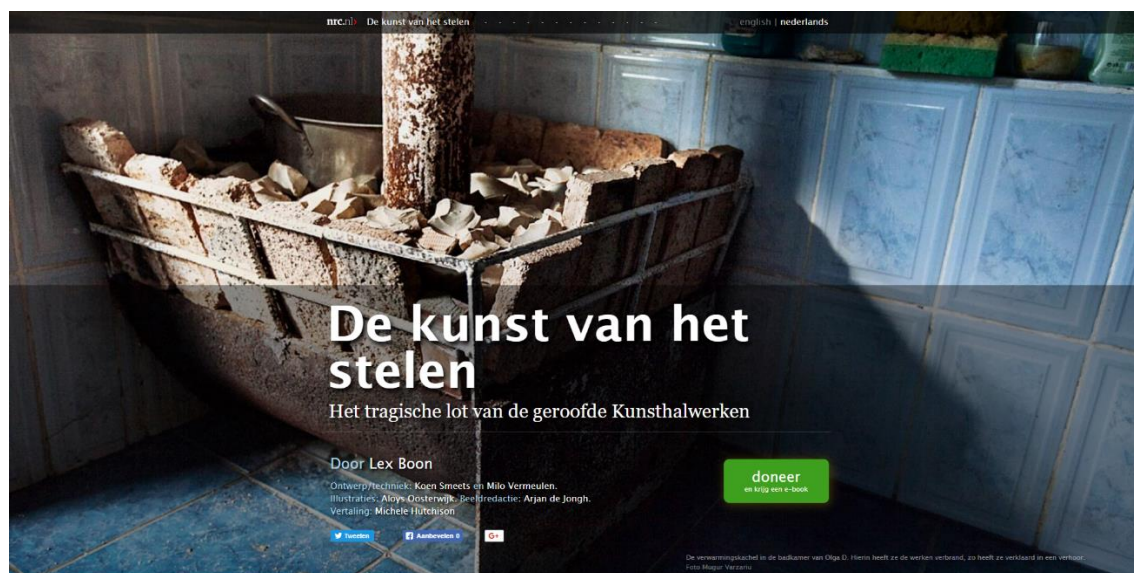 nrc.nl› De kunst van het stelen
english | nederlands
De kunst van het
stelen
Het tragische lot van de geroofde Kunsthalwerken
Door Lex Boon
Ontwerp/techniek: Koen Smeets en Milo Vermeulen.
Illustraties: Aloys Oosterwijk. Beeldredactie: Arjan de Jongh.
Vertaling: Michele Hutchison
doneer
en krijg een e-book
Tweeten
Aanbevelen 0
G+
De verwarmingskachel in de badkamer van Olga D. Hierin heeft ze de werken verbrand, zo heeft ze verklaard in een verhoor.
Foto Mugur Varzariu